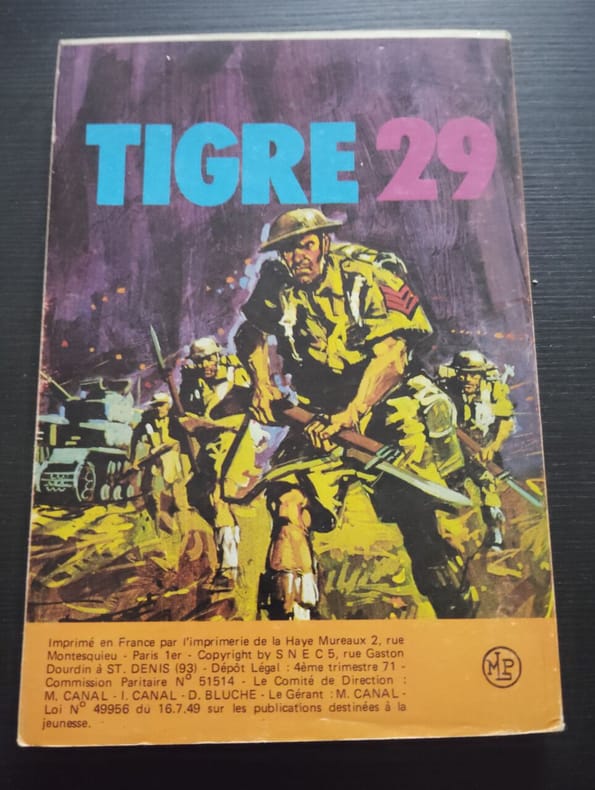 TIGRE 29
Imprimé en France par l'imprimerie de la Haye Mureaux 2, rue
Montesquieu - Paris 1er - Copyright by S N E C 5, rue Gaston
Dourdin à ST. DENIS (93) - Dépôt Légal : 4ème trimestre 71 -
Commission Paritaire N° 51514 - Le Comité de Direction :
M. CANAL - I. CANAL - D. BLUCHE - Le Gérant : M. CANAL -
Loi N° 49956 du 16.7.49 sur les publications destinées à la
jeunesse.
MLP